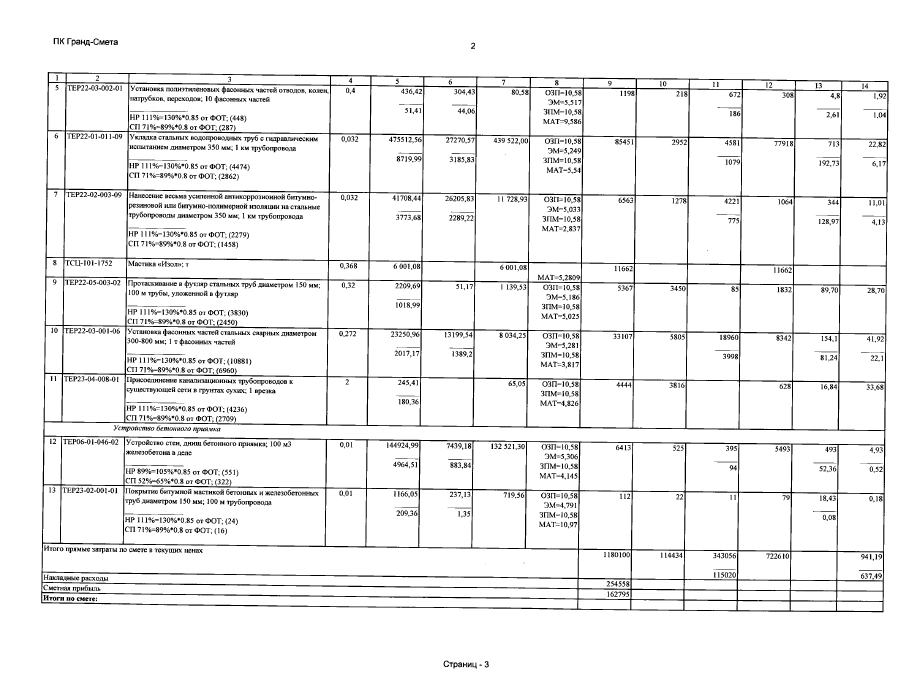 ПК Гранд-Смета
2
1 2 3 4 5 6 7 8 9 10 11 12 13 14
5 ТЕР22-03-002-01 Установка полиэтиленовых фасонных частей отводов, колен, 0,4 436,42 304,43 80,58 ОЗП=10,58 1198 218 672 308 4,8 1,92
патрубков, переходов; 10 фасонных частей ЭМ=5,517
51,41 44,06 ЗПМ=10,58 186 2,61 1,04
НР 111%=130%*0.85 от ФОТ; (448) МАТ=9,586
СП 71%=89%*0.8 от ФОТ; (287)
6 ТЕР22-01-011-09 Укладка стальных водопроводных труб с гидравлическим 0,032 475512,56 27270,57 439 522,00 ОЗП=10,58 85451 2952 4581 77918 713 22,82
испытанием диаметром 350 мм; 1 км трубопровода ЭМ=5,249
8719,99 3185,83 ЗПМ=10,58 1079 192,73 6,17
НР 111%=130%*0.85 от ФОТ; (4474) МАТ=5,54
СП 71%=89%*0.8 от ФОТ; (2862)
7 ТЕР22-02-003-09 Нанесение весьма усиленной антикоррозионной битумно- 0,032 41708,44 26205,83 11 728,93 ОЗП=10,58 6563 1278 4221 1064 344 11,01
резиновой или битумно-полимерной изоляции на стальные ЭМ=5,033
трубопроводы диаметром 350 мм; 1 км трубопровода 3773,68 2289,22 ЗПМ=10,58 775 128,97 4,13
МАТ=2,837
НР 111%=130%*0.85 от ФОТ; (2279)
СП 71%=89%*0.8 от ФОТ; (1458)
8 ТСЦ-101-1752 Мастика «Изол»; т 0,368 6 001,08 6 001,08 11662 11662
МАТ=5,2809
9 ТЕР22-05-003-02 Протаскивание в футляр стальных труб диаметром 150 мм; 0,32 2209,69 51,17 1 139,53 ОЗП=10,58 5367 3450 85 1832 89,70 28,70
100 м трубы, уложенной в футляр ЭМ=5,186
1018,99 ЗПМ=10,58
НР 111%=130%*0.85 от ФОТ; (3830) МАТ=5,025
СП 71%=89%*0.8 от ФОТ; (2450)
10 ТЕР22-03-001-06 Установка фасонных частей стальных сварных диаметром 0,272 23250,96 13199,54 8 034,25 ОЗП=10,58 33107 5805 18960 8342 154,1 41,92
300-800 мм; 1 т фасонных частей ЭМ=5,281
2017,17 1389,2 ЗПМ=10,58 3998 81,24 22,1
НР 111%=130%*0.85 от ФОТ; (10881) МАТ=3,817
СП 71%=89%*0.8 от ФОТ; (6960)
11 ТЕР23-04-008-01 Присоединение канализационных трубопроводов к 2 245,41 65,05 ОЗП=10,58 4444 3816 628 16,84 33,68
существующей сети в грунтах сухих; 1 врезка ЗПМ=10,58
180,36 МАТ=4,826
НР 111%=130%*0.85 от ФОТ; (4236)
СП 71%=89%*0.8 от ФОТ; (2709)
Устройство бетонного приямка
12 ТЕР06-01-046-02 Устройство стен, днищ бетонного приямка; 100 м3 0,01 144924,99 7439,18 132 521,30 ОЗП=10,58 6413 525 395 5493 493 4,93
железобетона в деле ЭМ=5,306
4964,51 883,84 ЗПМ=10,58 94 52,36 0,52
НР 89%=105%*0.85 от ФОТ; (551) МАТ=4,145
СП 52%=65%*0.8 от ФОТ; (322)
13 ТЕР23-02-001-01 Покрытие битумной мастикой бетонных и железобетонных 0,01 1166,05 237,13 719,56 ОЗП=10,58 112 22 11 79 18,43 0,18
труб диаметром 150 мм; 100 м трубопровода ЭМ=4,791
209,36 1,35 ЗПМ=10,58 0,08
НР 111%=130%*0.85 от ФОТ; (24) МАТ=10,97
СП 71%=89%*0.8 от ФОТ; (16)
Итого прямые затраты по смете в текущих ценах 1180100 114434 343056 722610 941,19
115020 637,49
Накладные расходы 254558
Сметная прибыль 162795
Итоги по смете:
Страниц - 3